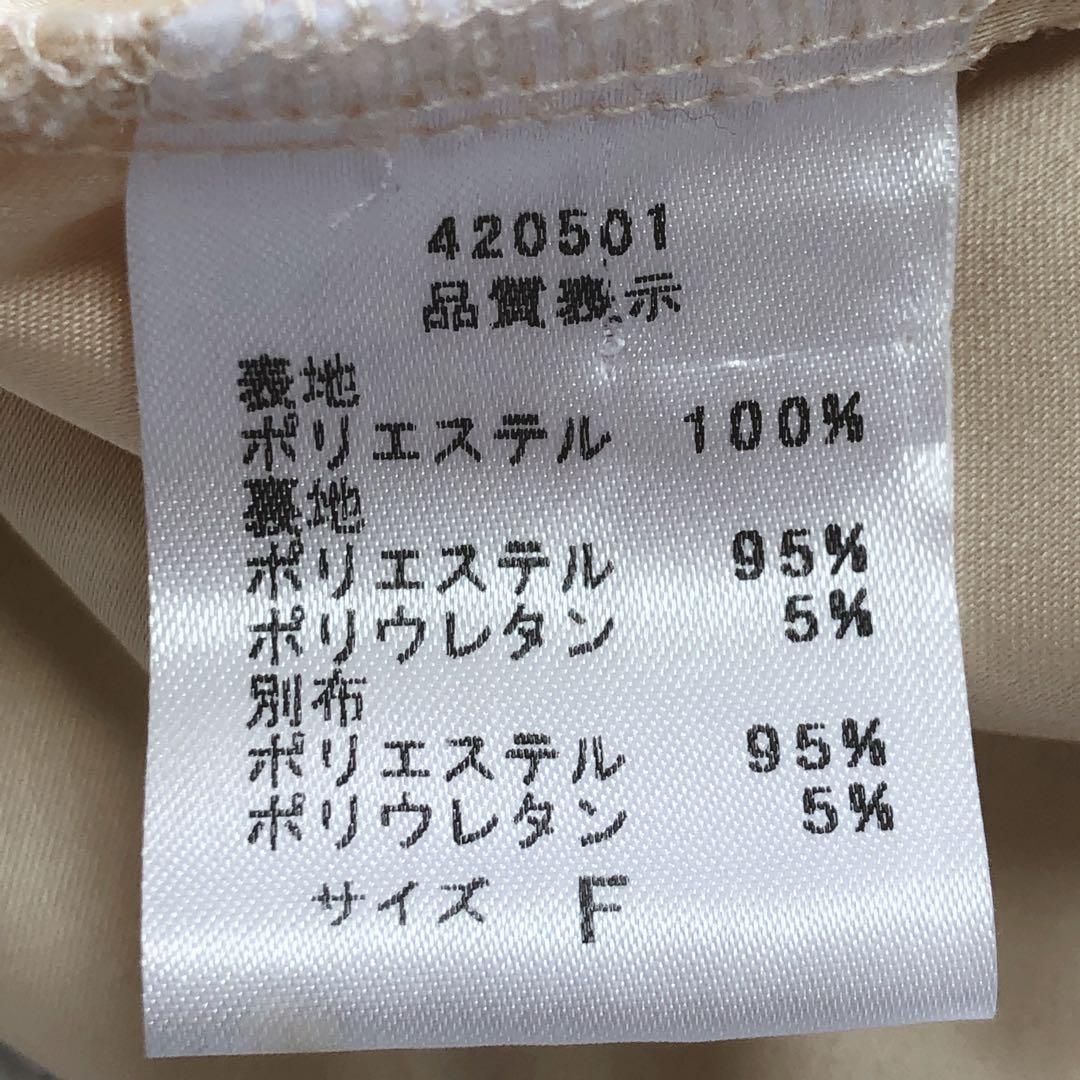 420501
品質表示
表地
ポリエステル 100%
裏地
ポリエステル 95%
ポリウレタン 5%
別布
ポリエステル 95%
ポリウレタン 5%
サイズ F